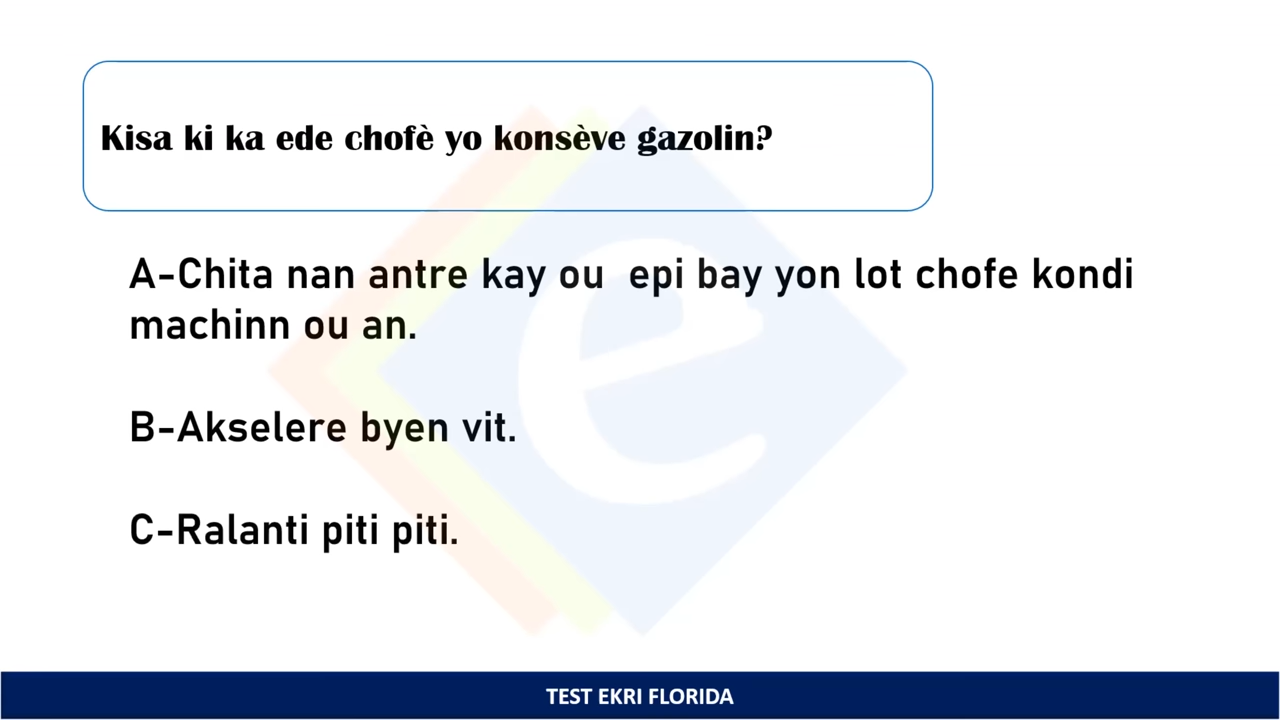 Kisa ki ka ede chofè yo konsève gazolin?
A-Chita nan antre kay ou epi bay yon lot chofe kondi
machinn ou an.
B-Akselere byen vit.
C-Ralanti piti piti.
e
TEST EKRI FLORIDA